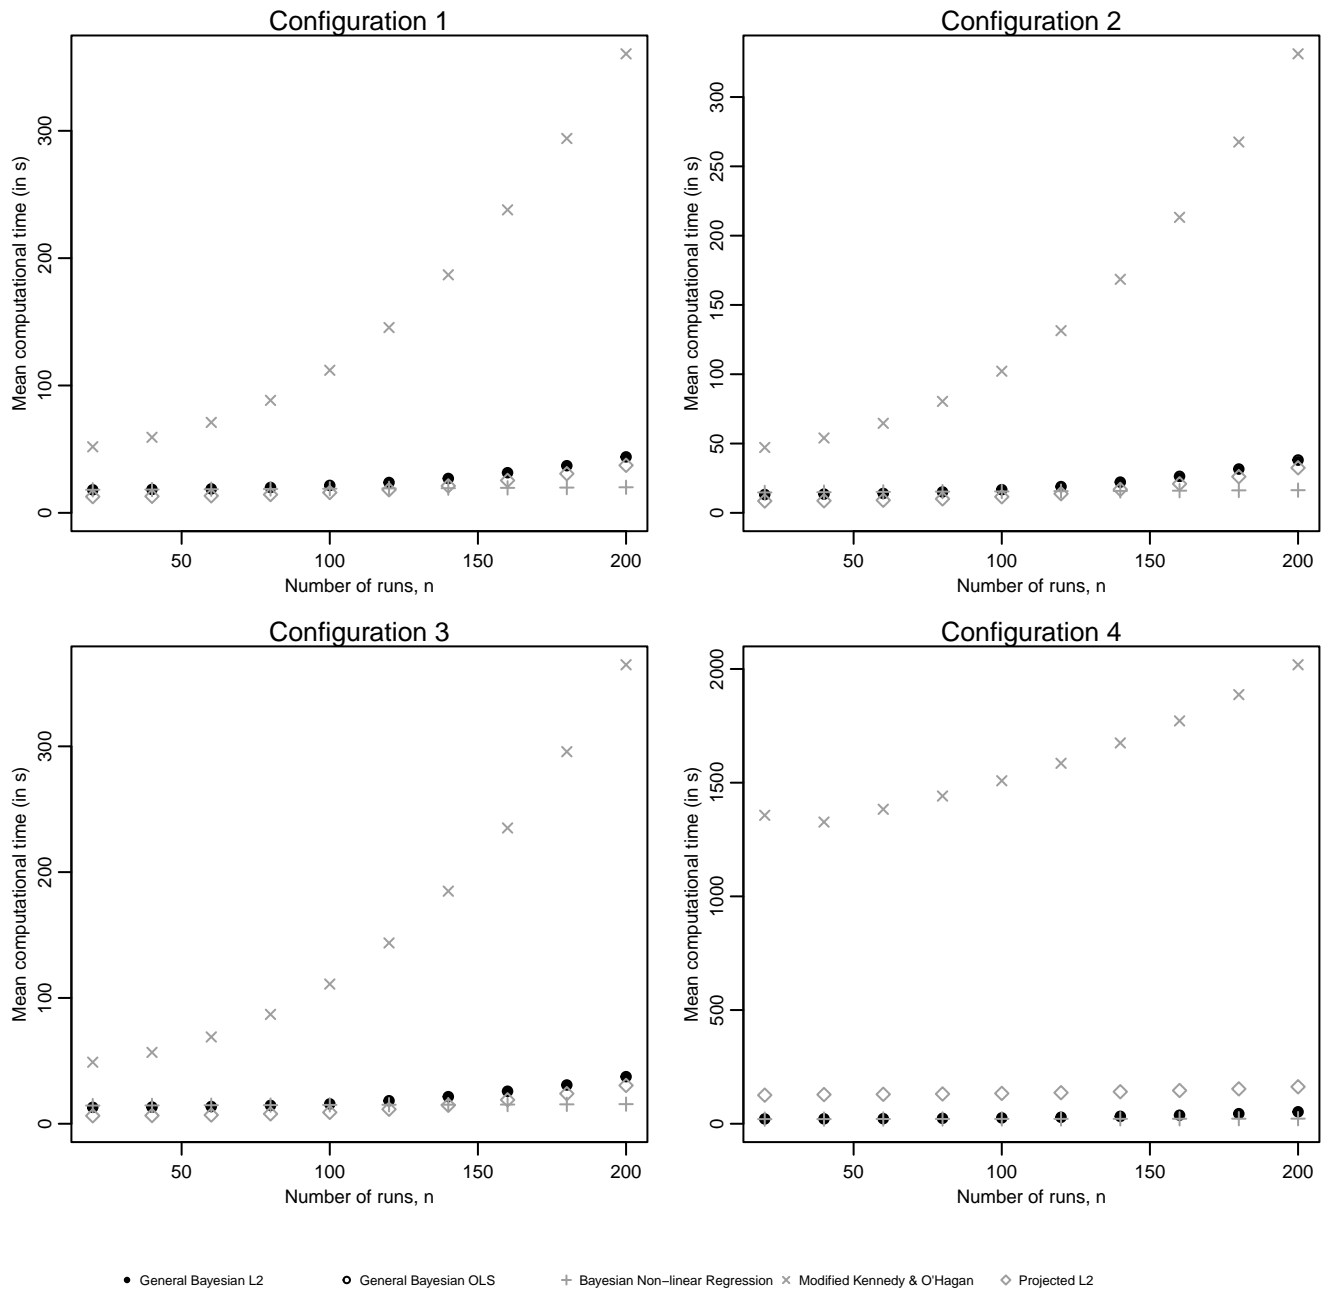 Configuration 1
Mean computational time (in s)
0
100
200
300
50
100
150
200
Number of runs, n
Configuration 2
Mean computational time (in s)
0
50
100
150
200
250
300
50
100
150
200
Number of runs, n
Configuration 3
Mean computational time (in s)
0
100
200
300
50
100
150
200
Number of runs, n
Configuration 4
Mean computational time (in s)
0
500
1000
1500
2000
50
100
150
200
Number of runs, n
General Bayesian L2
General Bayesian OLS
Bayesian Non−linear Regression
Modified Kennedy & O'Hagan
Projected L2